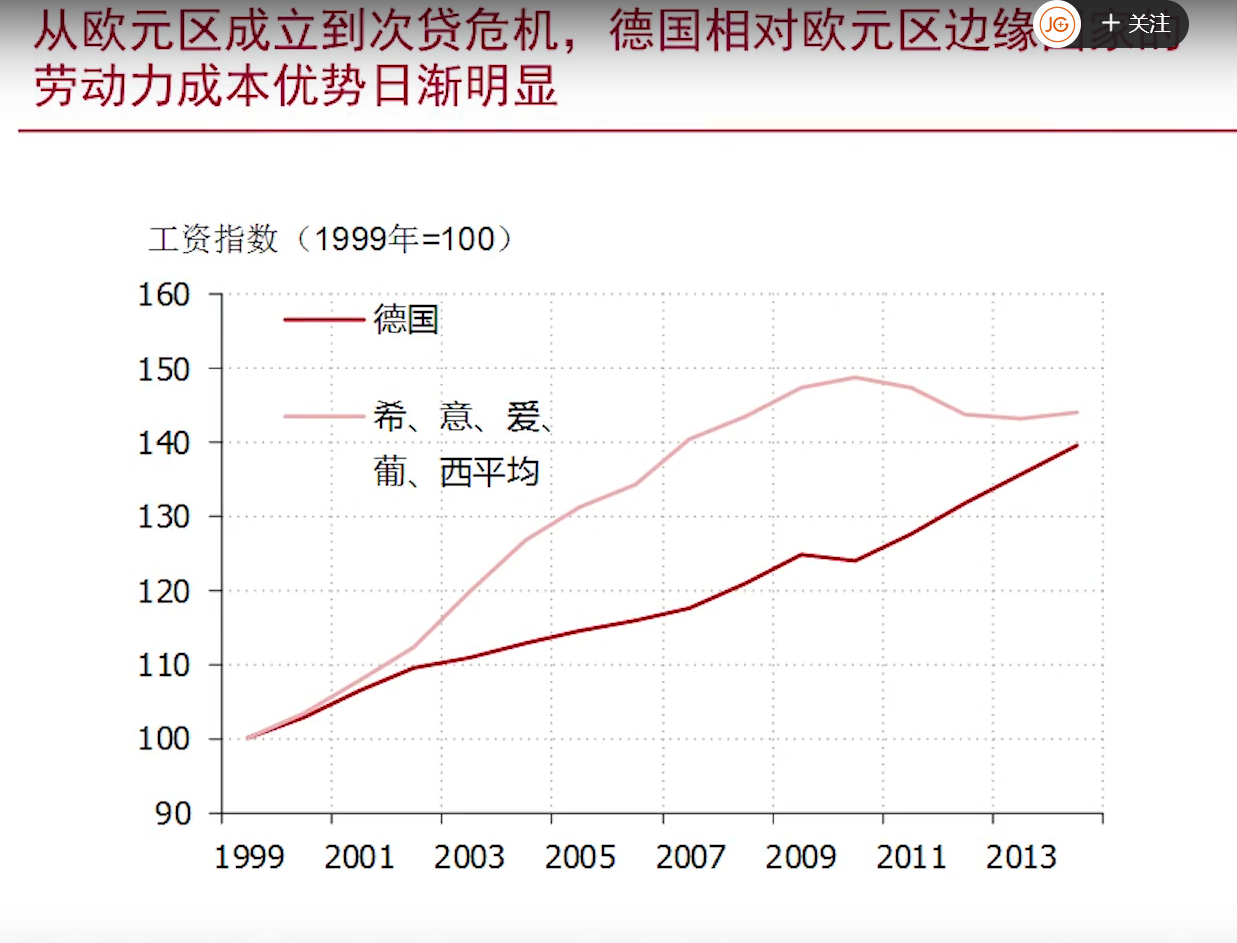 从欧元区成立到次贷危机，德国相对欧元区边缘国家的
劳动力成本优势日渐明显
JG
+ 关注
工资指数（1999年=100）
160
150
140
130
120
110
100
90
德国
希、意、爱、
葡、西平均
1999 2001 2003 2005 2007 2009 2011 2013